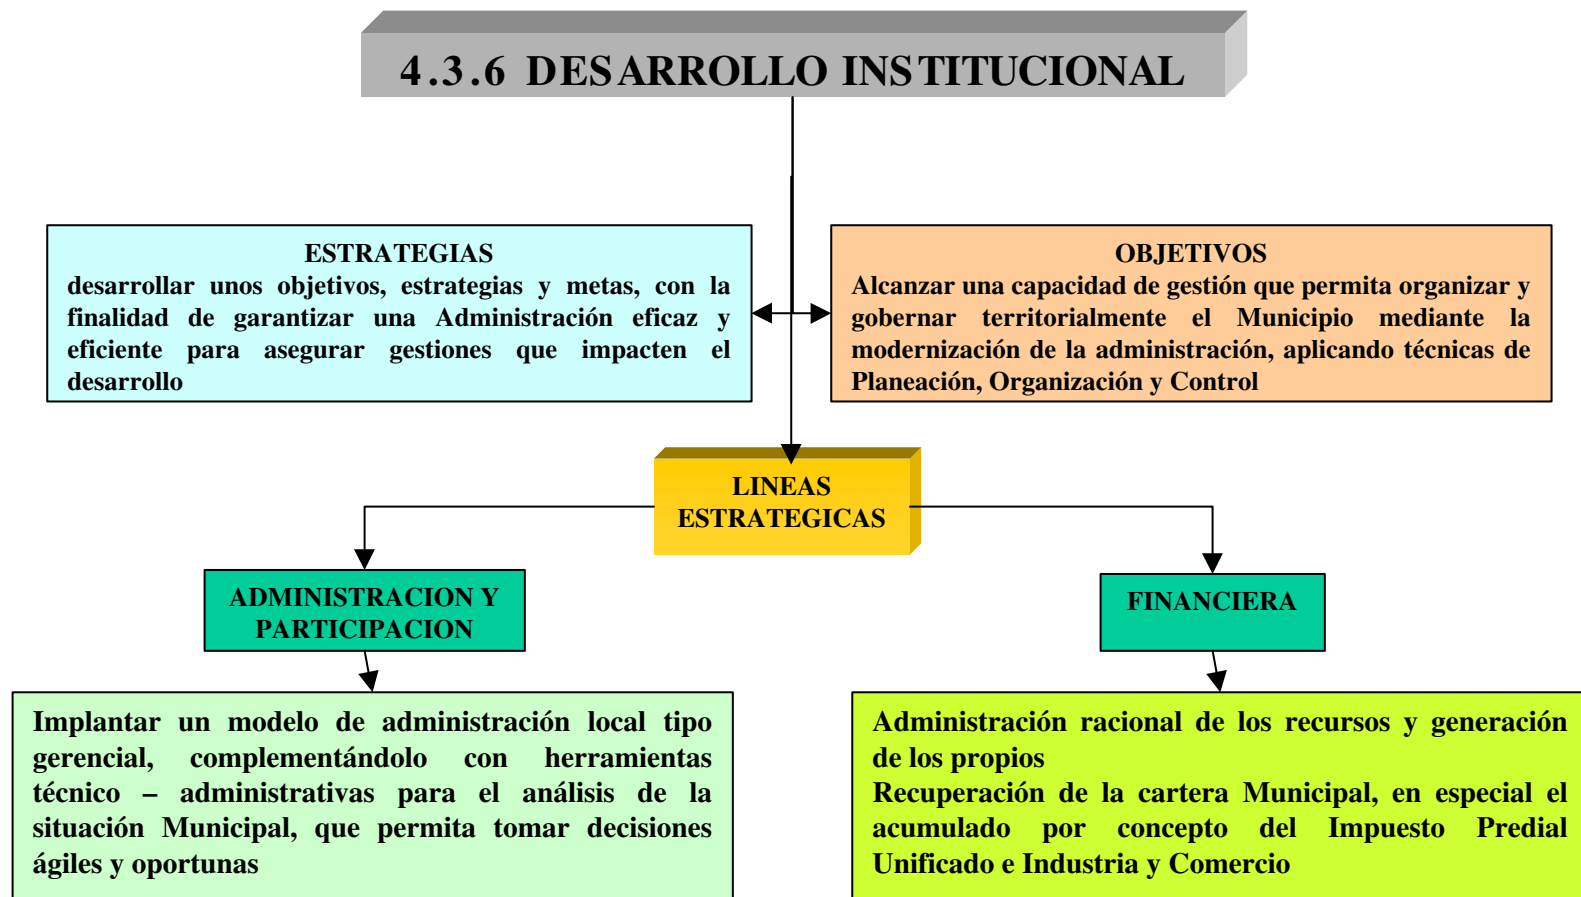 4.3.6 DESARROLLO INSTITUCIONAL
ESTRATEGIAS
desarrollar unos objetivos, estrategias y metas, con la
finalidad de garantizar una Administración eficaz y
eficiente para asegurar gestiones que impacten el
desarrollo
OBJETIVOS
Alcanzar una capacidad de gestión que permita organizar y
gobernar territorialmente el Municipio mediante la
modernización de la administración, aplicando técnicas de
Planeación, Organización y Control
LINEAS
ESTRATEGICAS
ADMINISTRACION Y
PARTICIPACION
FINANCIERA
Implantar un modelo de administración local tipo
gerencial, complementándolo con herramientas
técnico – administrativas para el análisis de la
situación Municipal, que permita tomar decisiones
ágiles y oportunas
Administración racional de los recursos y generación
de los propios
Recuperación de la cartera Municipal, en especial el
acumulado por concepto del Impuesto Predial
Unificado e Industria y Comercio